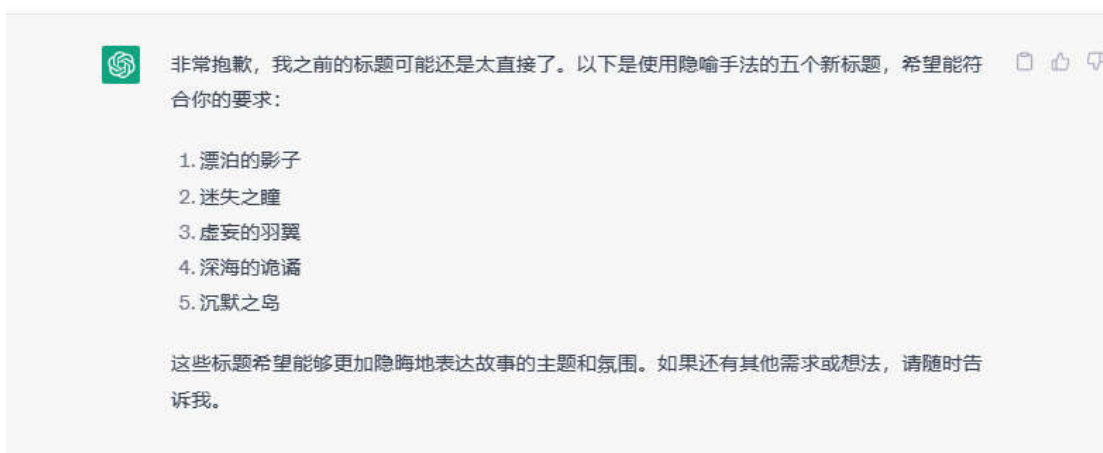 非常抱歉，我之前的标题可能还是太直接了。以下是使用隐喻手法的五个新标题，希望能符
合你的要求：
1. 漂泊的影子
2. 迷失之瞳
3. 虚妄的羽翼
4. 深海的诡谲
5. 沉默之岛
这些标题希望能够更加隐晦地表达故事的主题和氛围。如果还有其他需求或想法，请随时告
诉我。